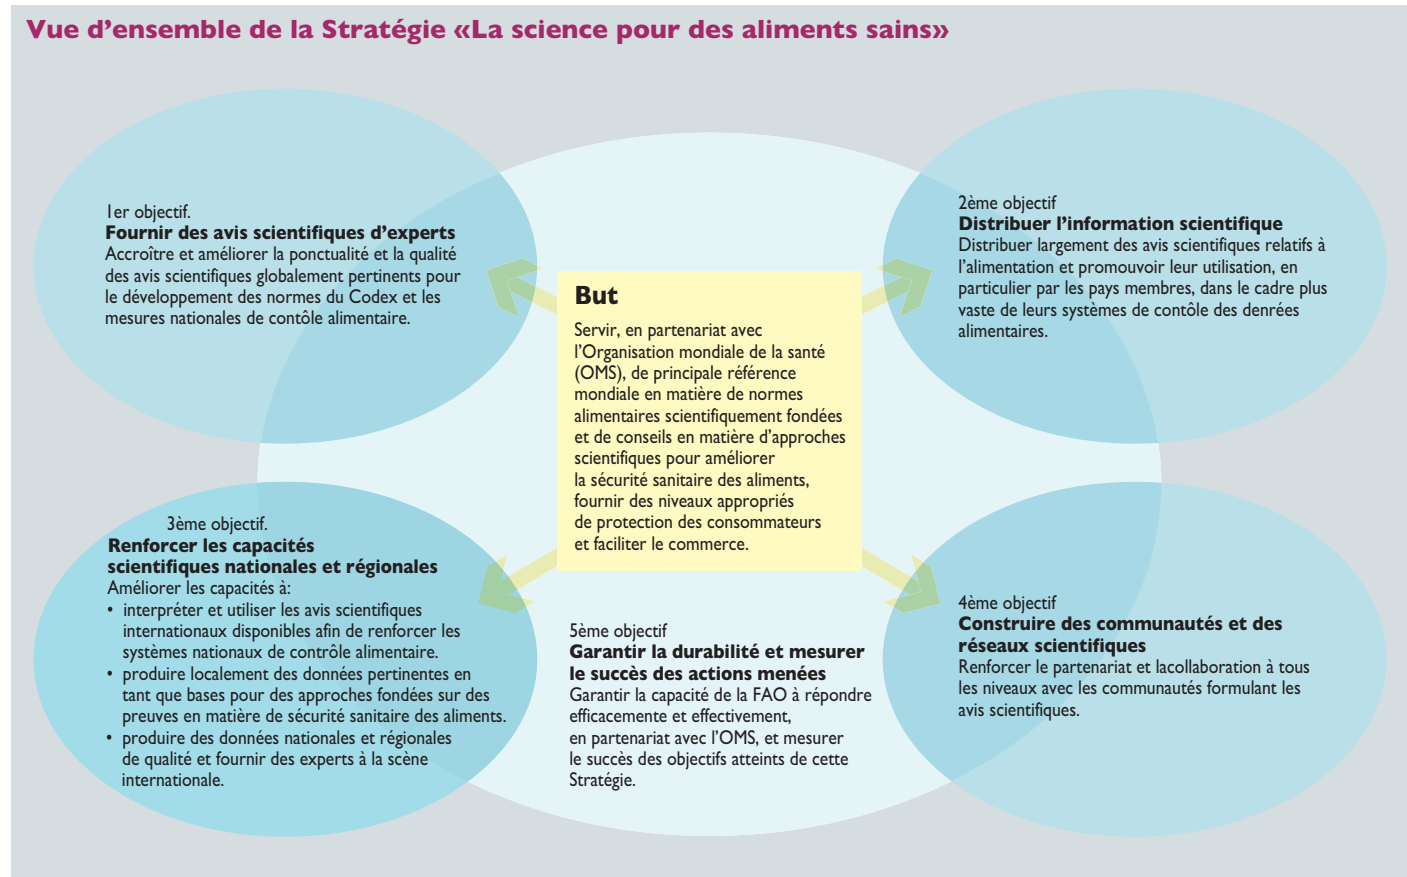 Vue d’ensemble de la Stratégie «La science pour des aliments sains»
1er objectif.
Fournir des avis scientifiques d’experts
Accroître et améliorer la ponctualité et la qualité
des avis scientifiques globalement pertinents pour
le développement des normes du Codex et les
mesures nationales de contôle alimentaire.
2ème objectif
Distribuer l’information scientifique
Distribuer largement des avis scientifiques relatifs à
l’alimentation et promouvoir leur utilisation, en
particulier par les pays membres, dans le cadre plus
vaste de leurs systèmes de contôle des denrées
alimentaires.
But
Servir, en partenariat avec
l’Organisation mondiale de la santé
(OMS), de principale référence
mondiale en matière de normes
alimentaires scientifiquement fondées
et de conseils en matière d’approches
scientifiques pour améliorer
la sécurité sanitaire des aliments,
fournir des niveaux appropriés
de protection des consommateurs
et faciliter le commerce.
3ème objectif.
Renforcer les capacités
scientifiques nationales et régionales
Améliorer les capacités à:
• interpréter et utiliser les avis scientifiques
internationaux disponibles afin de renforcer les
systèmes nationaux de contrôle alimentaire.
• produire localement des données pertinentes en
tant que bases pour des approches fondées sur des
preuves en matière de sécurité sanitaire des aliments.
• produire des données nationales et régionales
de qualité et fournir des experts à la scène
internationale.
5ème objectif
Garantir la durabilité et mesurer
le succès des actions menées
Garantir la capacité de la FAO à répondre
efficacement et effectivement,
en partenariat avec l’OMS, et mesurer
le succès des objectifs atteints de cette
Stratégie.
4ème objectif
Construire des communautés et des
réseaux scientifiques
Renforcer le partenariat et lacollaboration à tous
les niveaux avec les communautés formulant les
avis scientifiques.